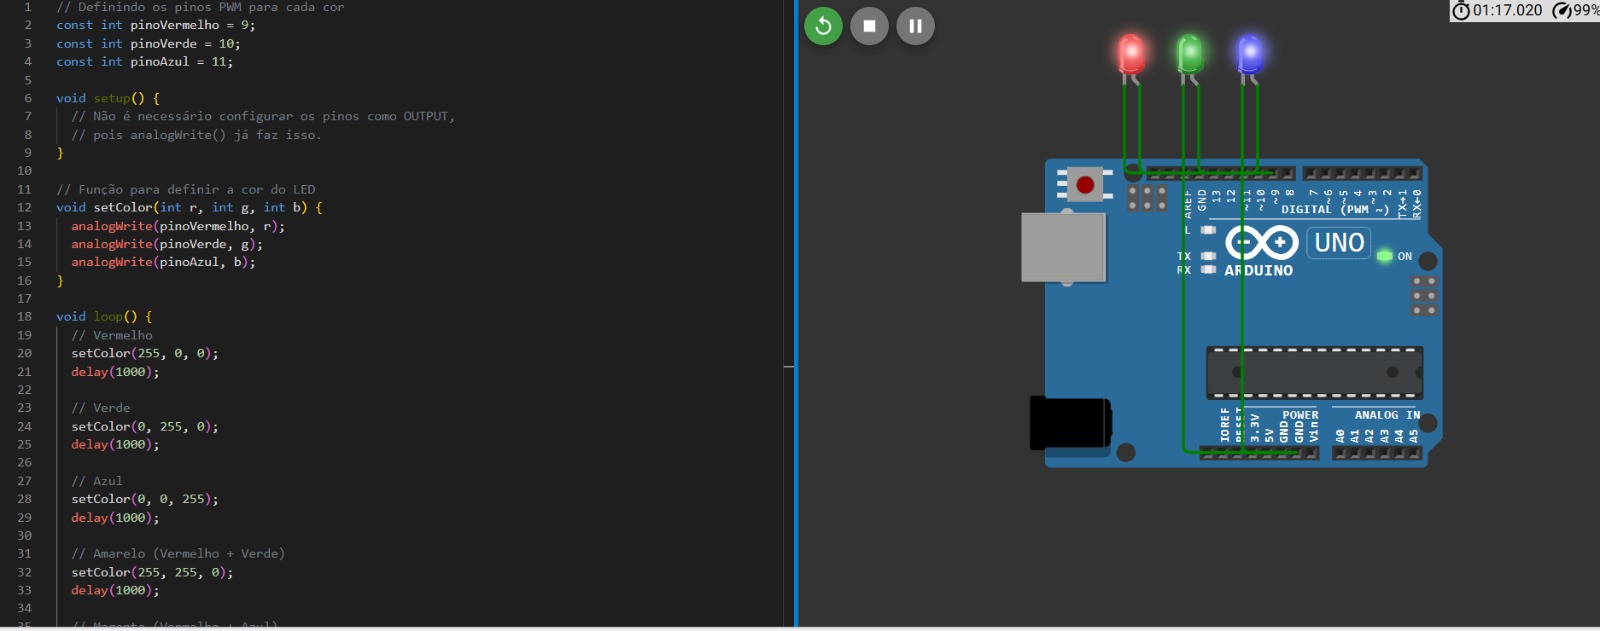 1 // Definindo os pinos PWM para cada cor
2 const int pinoVermelho = 9;
3 const int pinoVerde = 10;
4 const int pinoAzul = 11;
5
6 void setup() {
7 // Não é necessário configurar os pinos como OUTPUT,
8 // pois analogWrite() já faz isso.
9 }
10
11 // Função para definir a cor do LED
12 void setColor(int r, int g, int b) {
13 analogWrite(pinoVermelho, r);
14 analogWrite(pinoVerde, g);
15 analogWrite(pinoAzul, b);
16 }
17
18 void loop() {
19 // Vermelho
20 setColor(255, 0, 0);
21 delay(1000);
22
23 // Verde
24 setColor(0, 255, 0);
25 delay(1000);
26
27 // Azul
28 setColor(0, 0, 255);
29 delay(1000);
30
31 // Amarelo (Vermelho + Verde)
32 setColor(255, 255, 0);
33 delay(1000);
34
35 // Magenta (Vermelho + Azul)
01:17.020 99%
AREF GND 13 12 ~11 ~10 ~9 8 7 ~6 ~5 4 ~3 2 TX→1 RX←0
DIGITAL (PWM ~)
L
TX
RX
ARDUINO
UNO
ON
IOREF RESET 3.3V 5V GND GND Vin
POWER
ANALOG IN
A0 A1 A2 A3 A4 A5